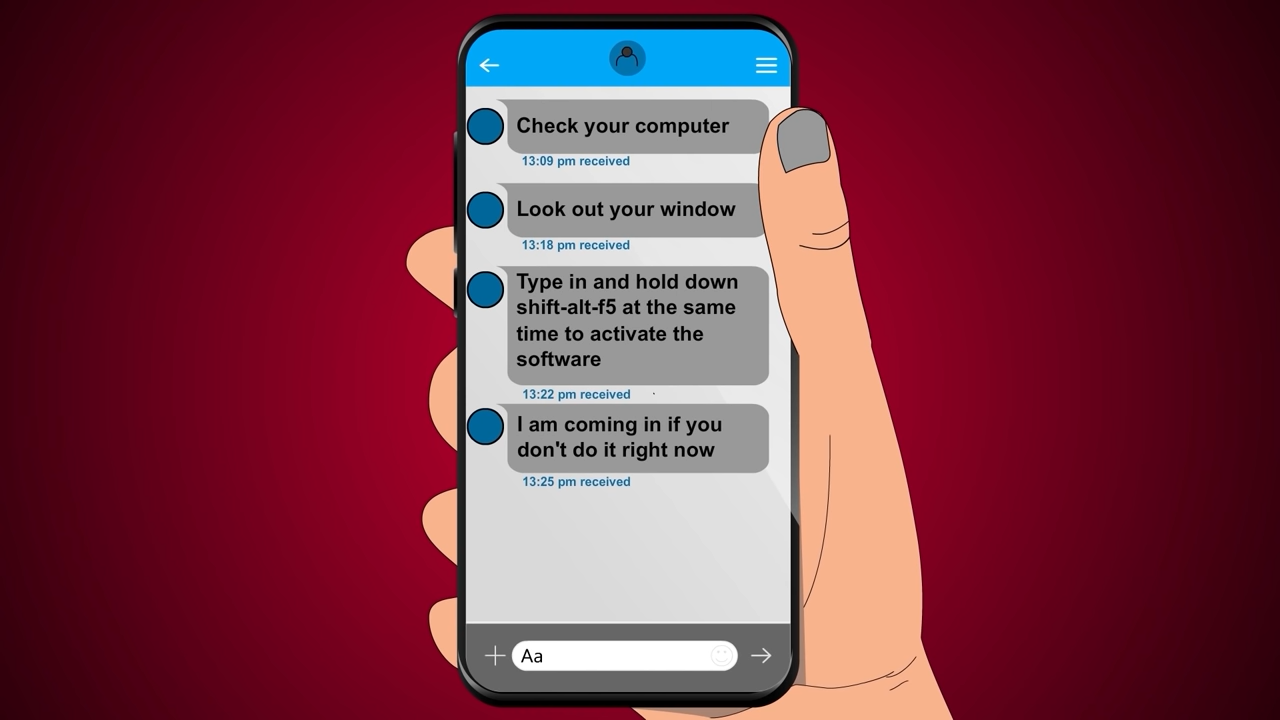 Check your computer
13:09 pm received
Look out your window
13:18 pm received
Type in and hold down
shift-alt-f5 at the same
time to activate the
software
13:22 pm received
I am coming in if you
don't do it right now
13:25 pm received
Aa